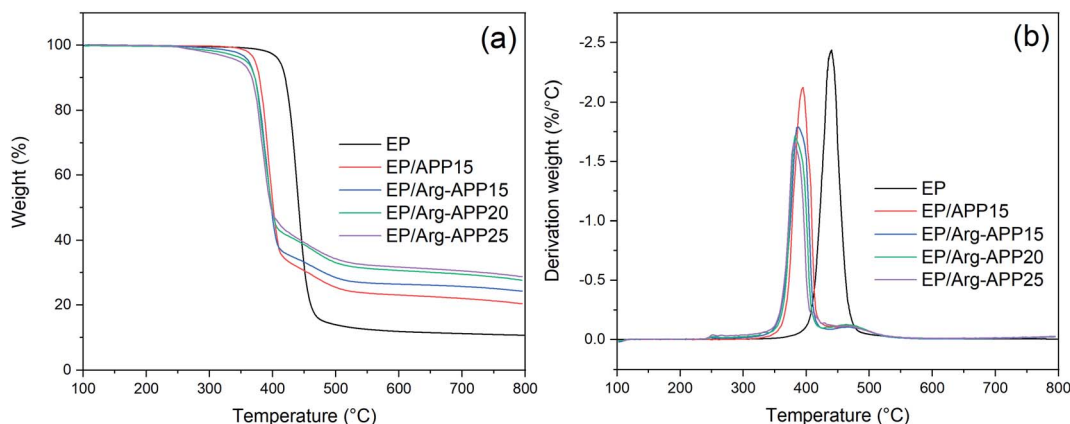 (a)
100
80
60
40
20
0
Weight (%)
EP
EP/APP15
EP/Arg-APP15
EP/Arg-APP20
EP/Arg-APP25
100 200 300 400 500 600 700 800
Temperature (°C)
(b)
-2.5
-2.0
-1.5
-1.0
-0.5
0.0
Derivation weight (%/°C)
EP
EP/APP15
EP/Arg-APP15
EP/Arg-APP20
EP/Arg-APP25
100 200 300 400 500 600 700 800
Temperature (°C)